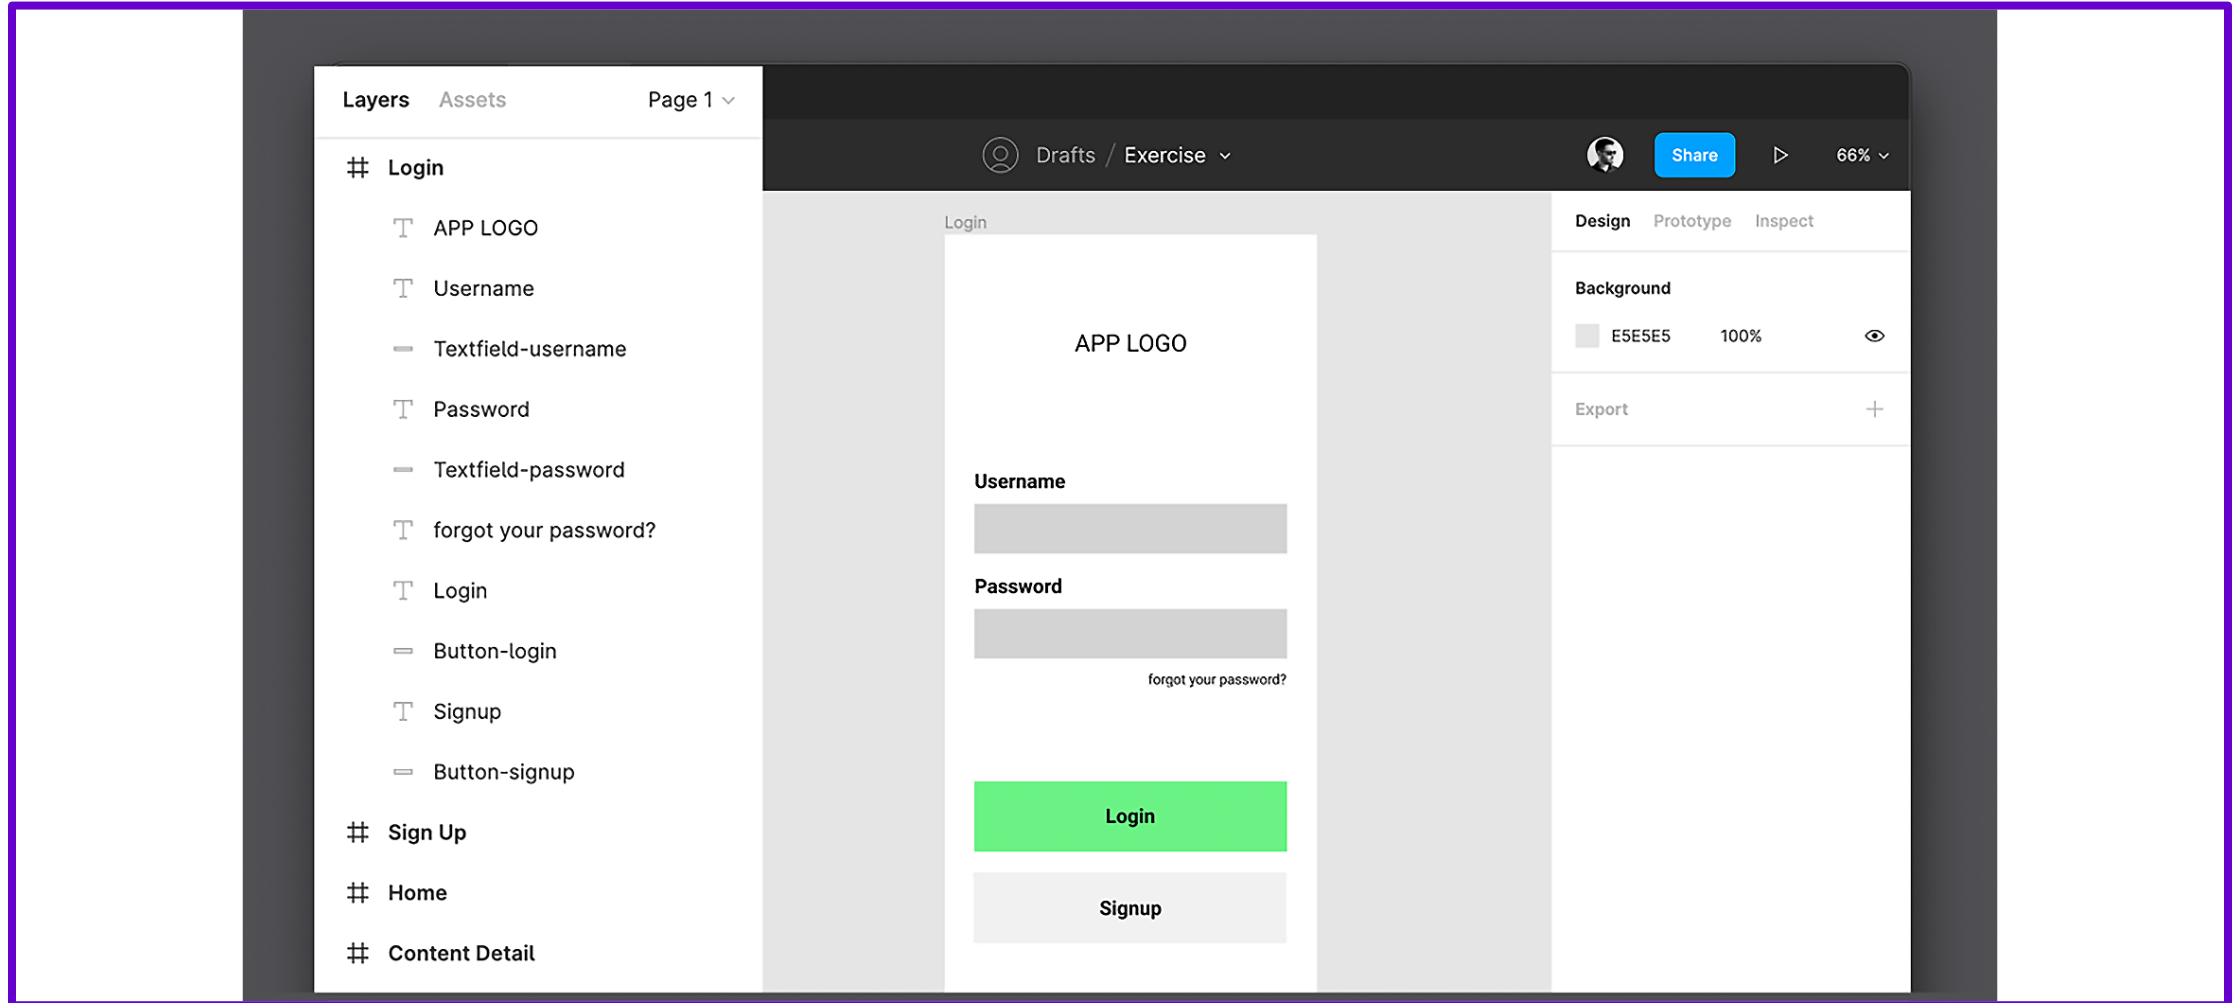 Layers Assets Page 1
Login
APP LOGO
Username
Textfield-username
Password
Textfield-password
forgot your password?
Login
Button-login
Signup
Button-signup
Sign Up
Home
Content Detail
Drafts / Exercise
Share
66%
Login
APP LOGO
Username
Password
forgot your password?
Login
Signup
Design Prototype Inspect
Background
E5E5E5 100%
Export